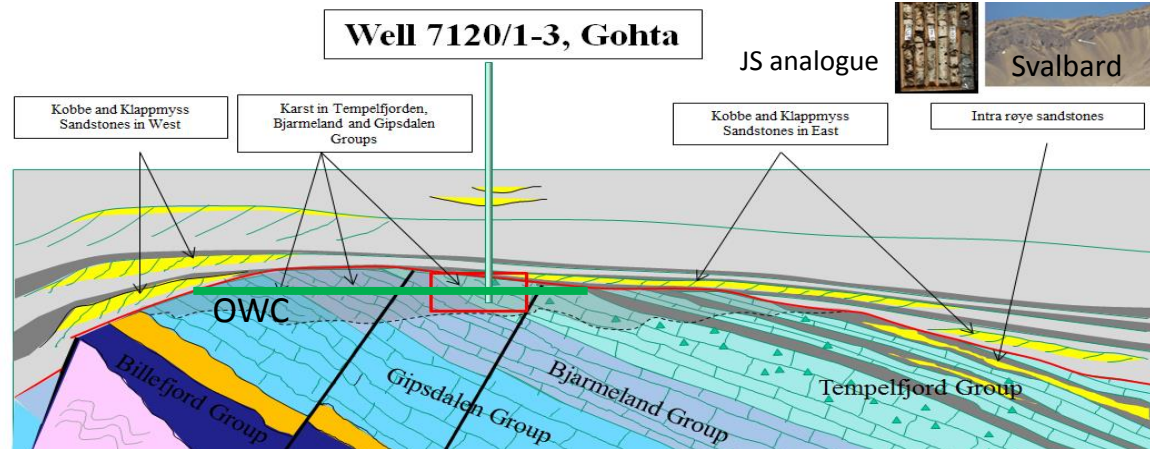 Well 7120/1-3, Gohta
JS analogue
Svalbard
Kobbe and Klappmyss
Sandstones in West
Karst in Tempelfjorden,
Bjarmeland and Gipsdalen
Groups
Kobbe and Klappmyss
Sandstones in East
Intra røye sandstones
OWC
Billefjord Group
Gipsdalen Group
Bjarmeland Group
Tempelfjord Group